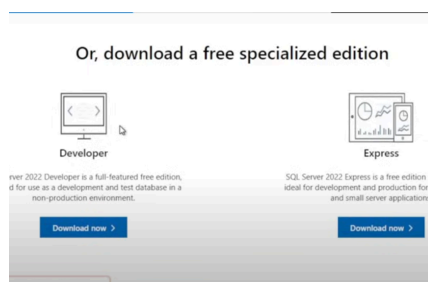 Or, download a free specialized edition
Developer
rver 2022 Developer is a full-featured free edition,
d for use as a development and test database in a
non-production environment.
Download now >
Express
SQL Server 2022 Express is a free edition
ideal for development and production for
and small server application
Download now >